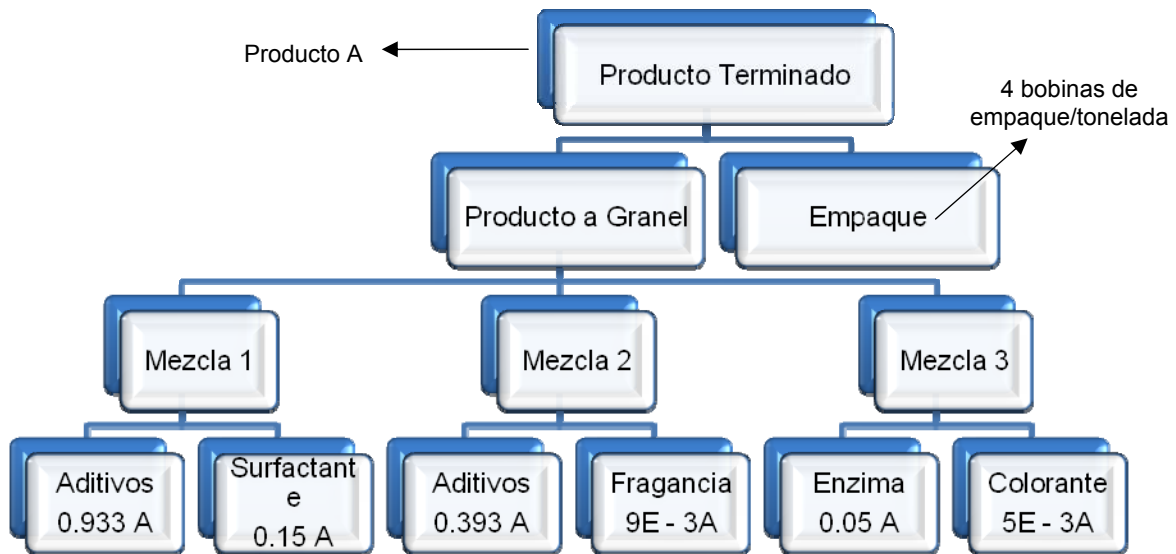 Producto A
Producto Terminado
4 bobinas de
empaque/tonelada
Producto a Granel
Empaque
Mezcla 1
Mezcla 2
Mezcla 3
Aditivos
0.933 A
Surfactant
e
0.15 A
Aditivos
0.393 A
Fragancia
9E - 3A
Enzima
0.05 A
Colorante
5E - 3A